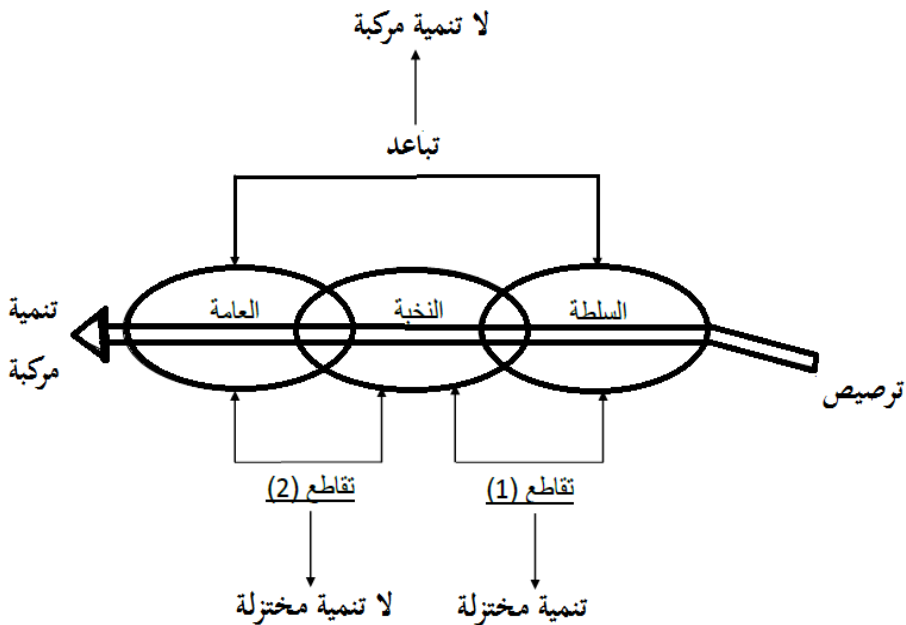 لا تنمية مركبة
تباعد
السلطة
النخبة
العامة
تنمية
مركبة
ترصيص
تقاطع (1)
تقاطع (2)
تنمية مختزلة
لا تنمية مختزلة